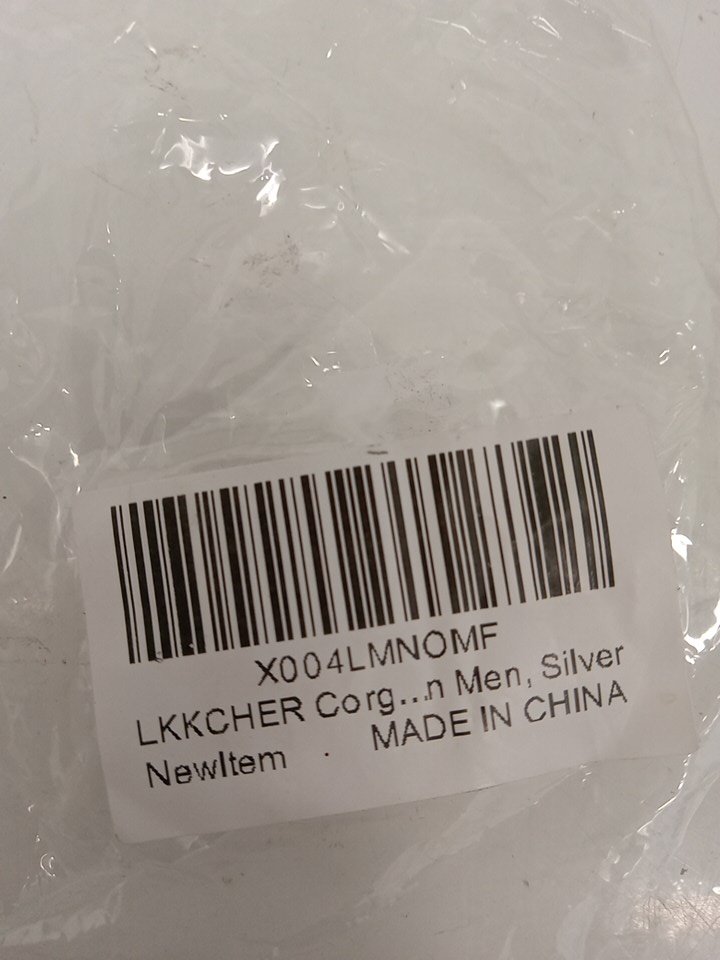 X004LMNOMF
LKKCHER Corg...n Men, Silver
NewItem MADE IN CHINA